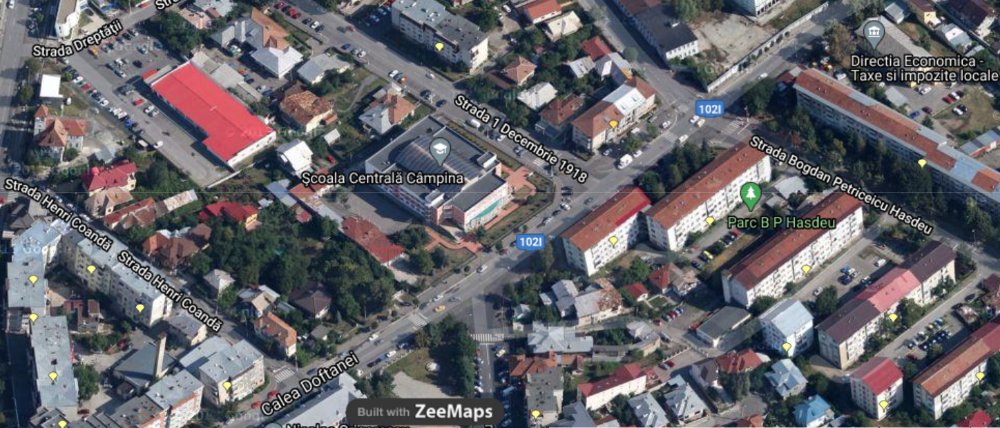 Strada Dreptății
Strada 1 Decembrie 1918
102I
Directia Economica -
Taxe si impozite locale
Strada Bogdan Petriceicu Hasdeu
Școala Centrală Câmpina
Strada Henri Coandă
Parc B P Hasdeu
102I
Strada Henri Coandă
Calea Doftanei
Built with ZeeMaps